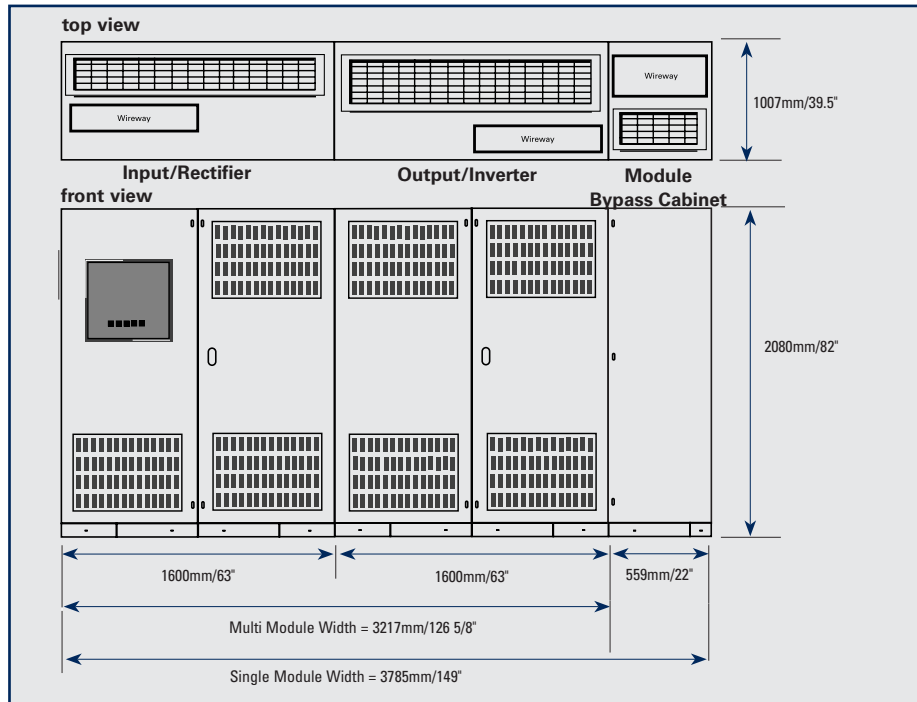 top view
Wireway
Wireway
Wireway
1007mm/39.5"
Input/Rectifier
Output/Inverter
Module
Bypass Cabinet
front view
2080mm/82"
1600mm/63"
1600mm/63"
559mm/22"
Multi Module Width = 3217mm/126 5/8"
Single Module Width = 3785mm/149"